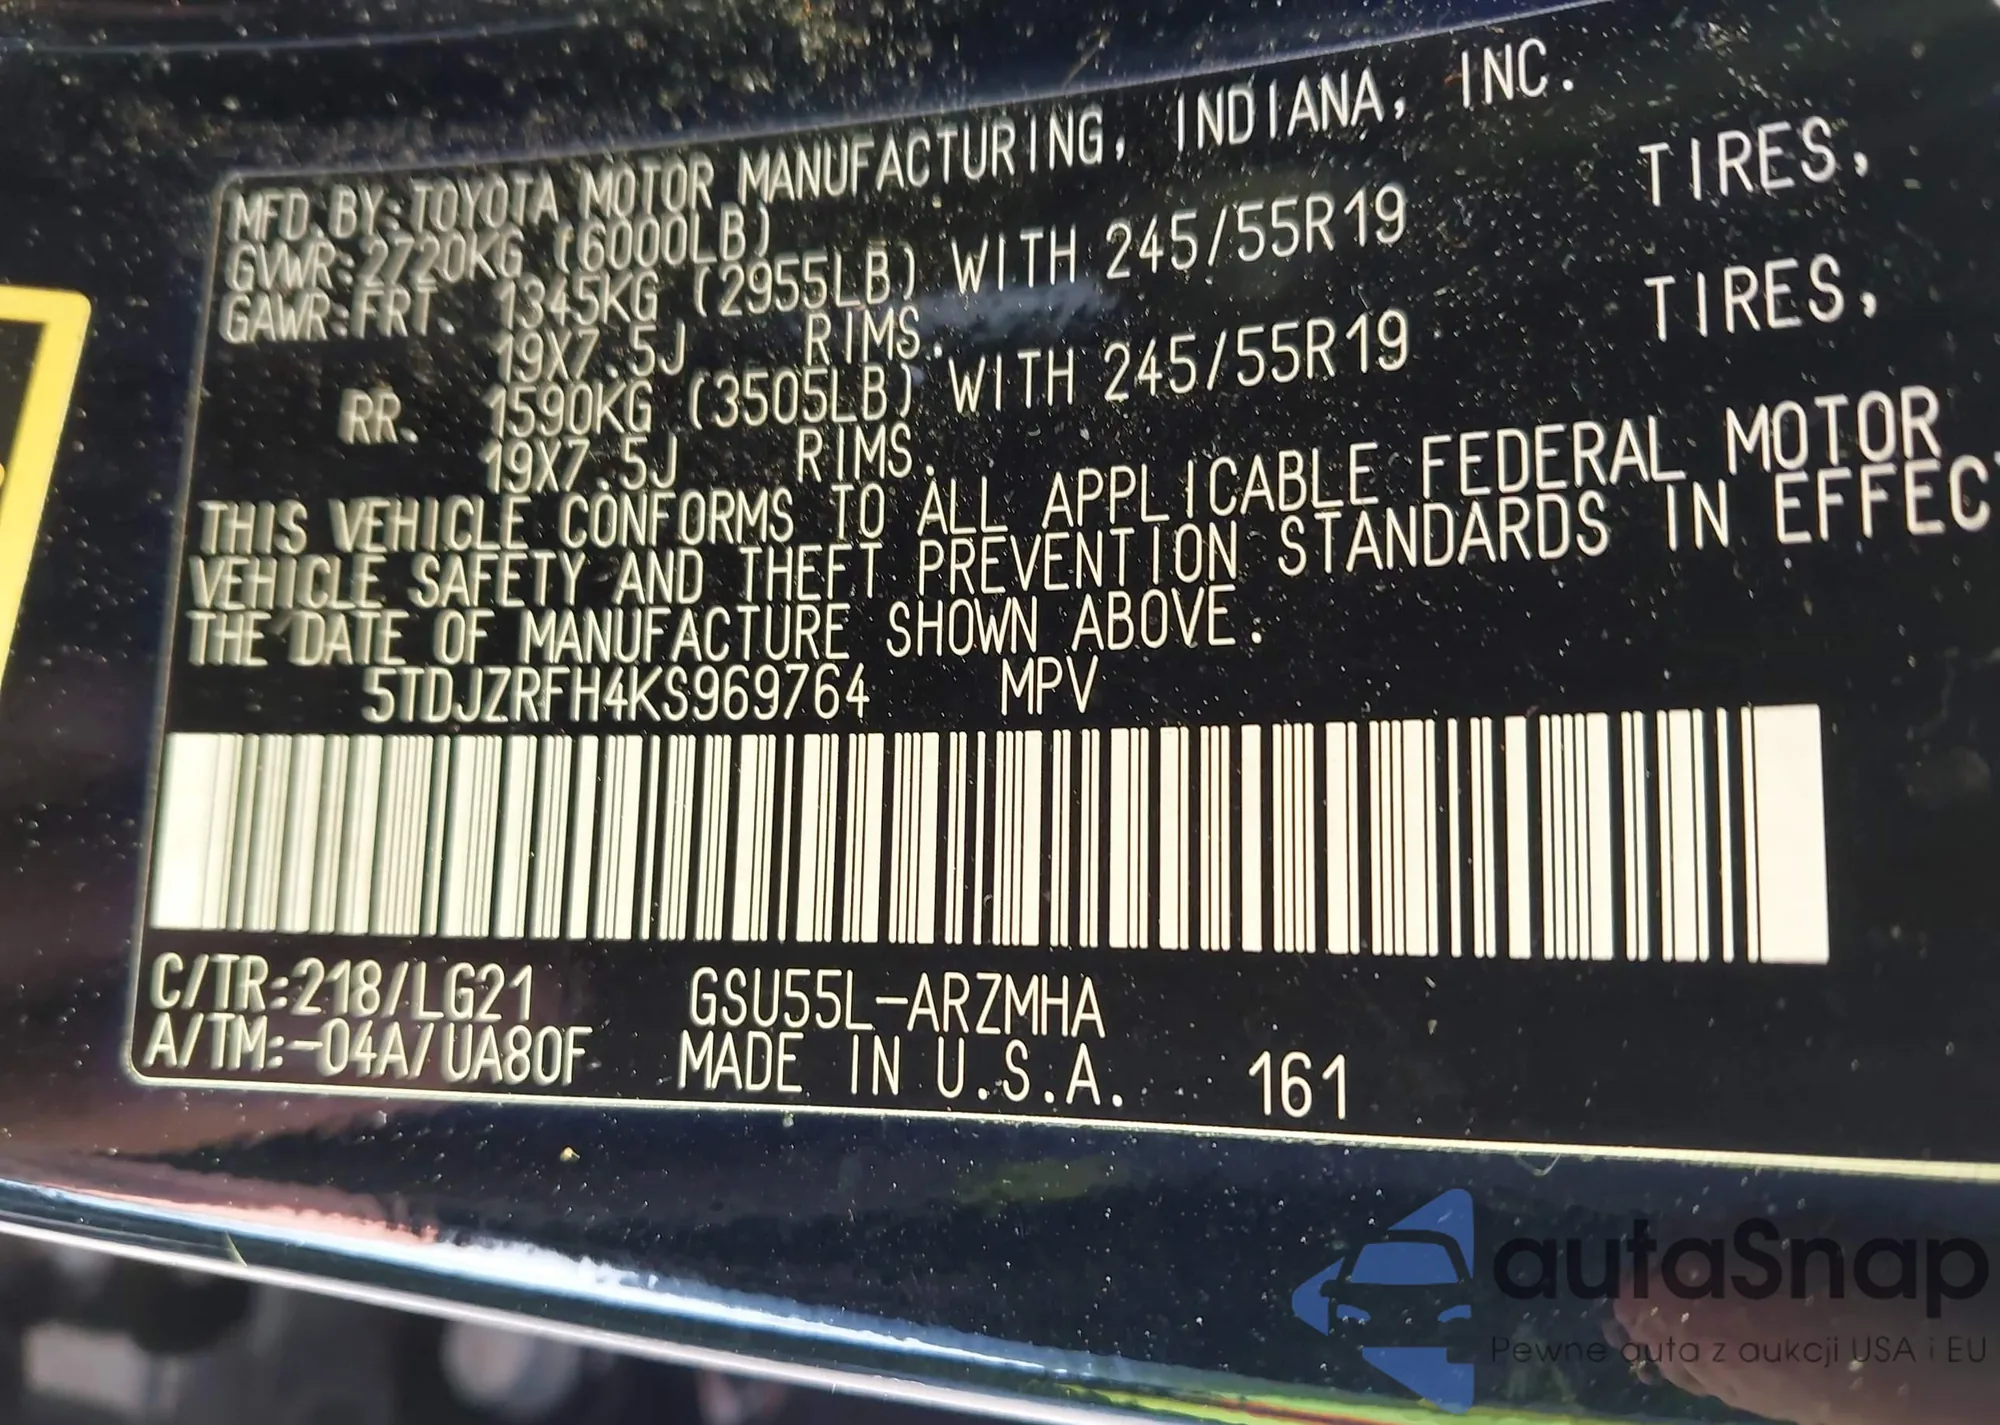 MFD. BY:TOYOTA MOTOR MANUFACTURING, INDIANA, INC.
GVWR:2720KG (6000LB)
GAWR:FRT. 1345KG (2955LB) WITH 245/55R19 TIRES,
19X7.5J RIMS.
RR. 1590KG (3505LB) WITH 245/55R19 TIRES,
19X7.5J RIMS.
THIS VEHICLE CONFORMS TO ALL APPLICABLE FEDERAL MOTOR
VEHICLE SAFETY AND THEFT PREVENTION STANDARDS IN EFFECT
THE DATE OF MANUFACTURE SHOWN ABOVE.
5TDJZRFH4KS969764 MPV
C/TR:218/LG21 GSU55L-ARZMHA
A/TM:-04A/UA80F MADE IN U.S.A. 161
autaSnap
Pewne auta z aukcji USA i EU